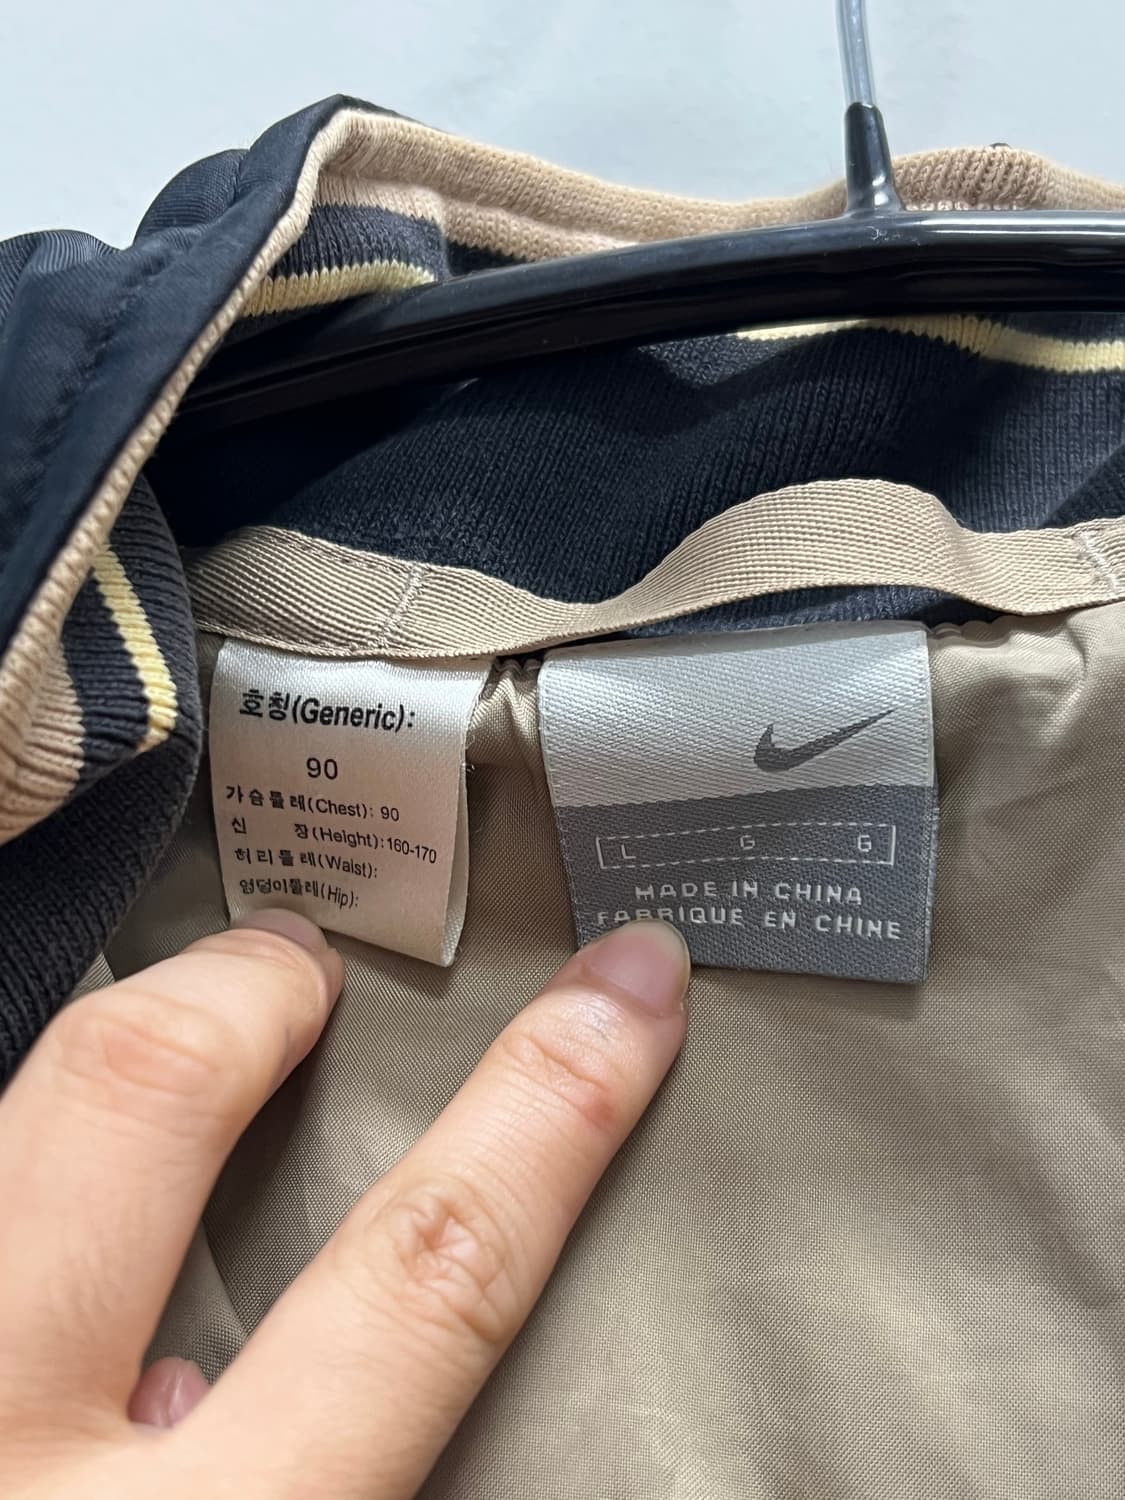 호칭(Generic):
90
가슴둘레(Chest): 90
신 장(Height):160-170
허리둘레(Waist):
엉덩이둘레(Hip):
L G G
MADE IN CHINA
FABRIQUE EN CHINE